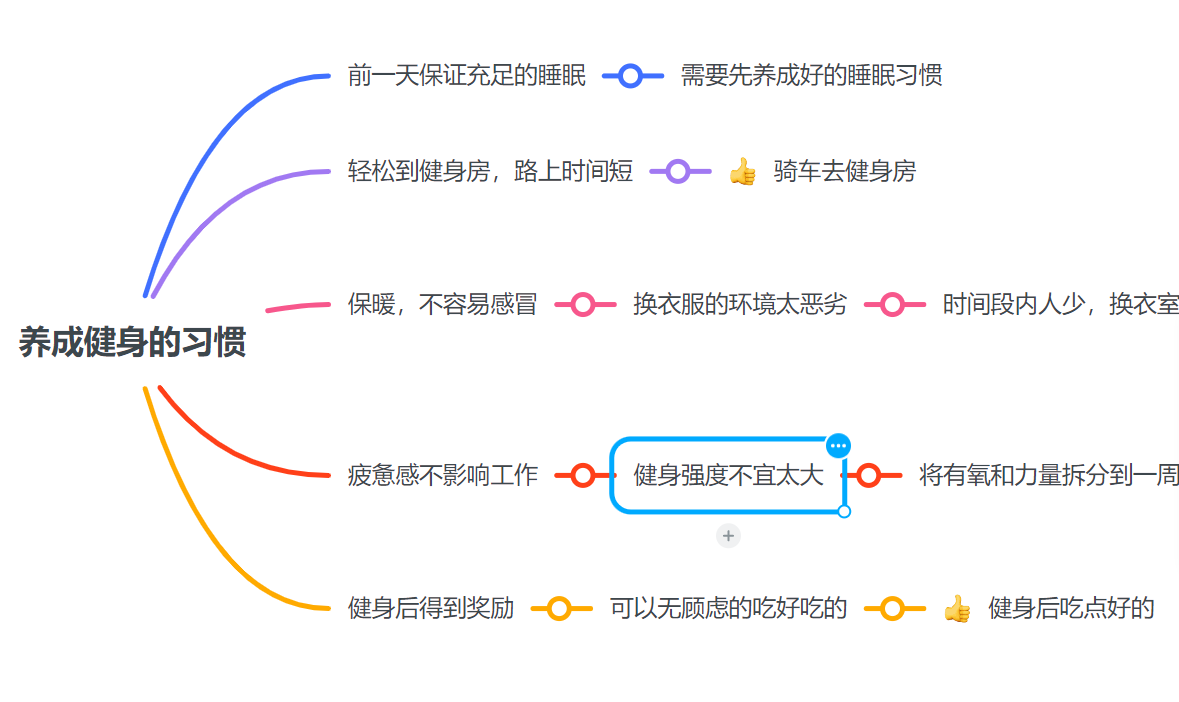 前一天保证充足的睡眠 需要先养成好的睡眠习惯
轻松到健身房，路上时间短 👍 骑车去健身房
保暖，不容易感冒 换衣服的环境太恶劣 时间段内人少，换衣室
养成健身的习惯
疲惫感不影响工作 健身强度不宜太大 将有氧和力量拆分到一周
健身后得到奖励 可以无顾虑的吃好吃的 👍 健身后吃点好的